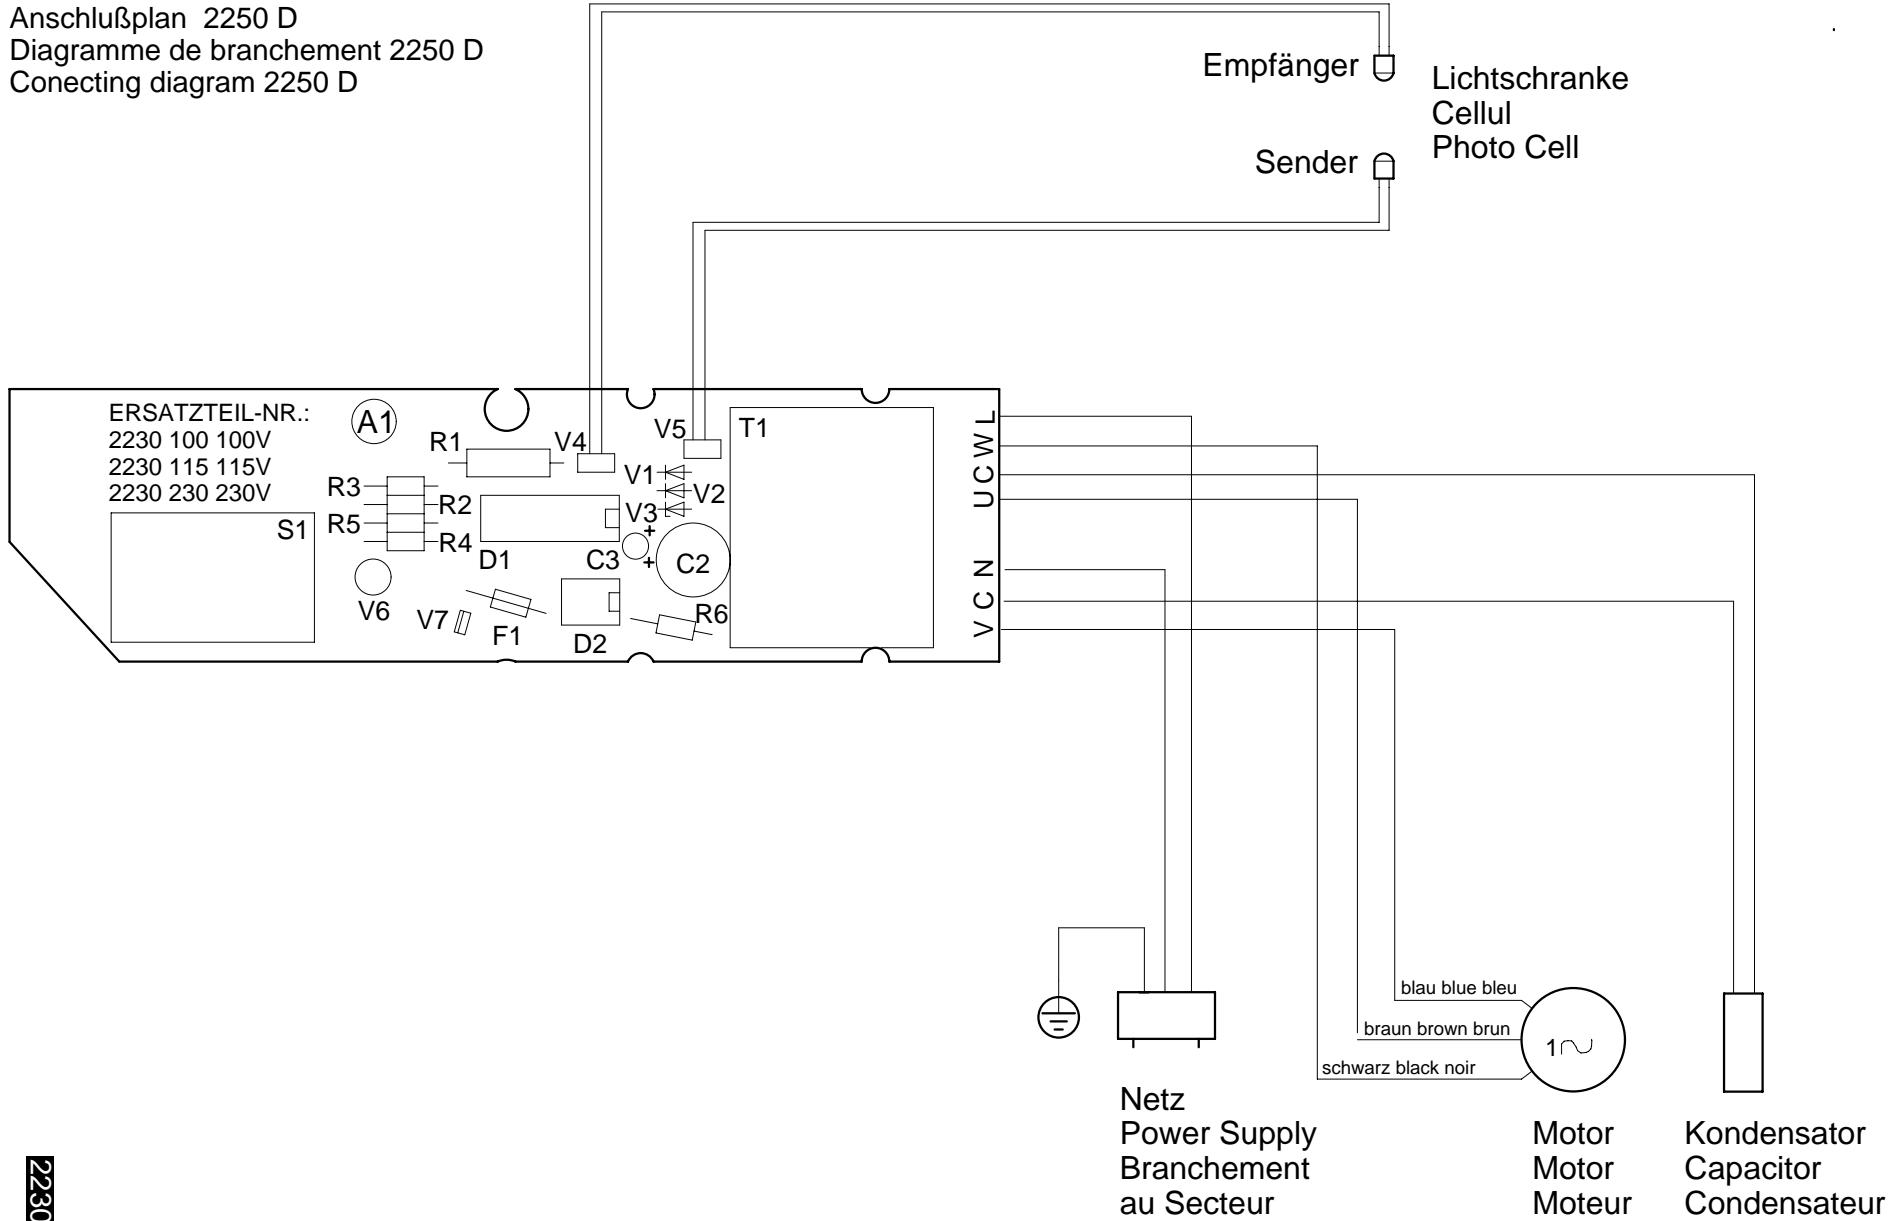 Anschlußplan  2250 D
Diagramme de branchement 2250 D
Conecting diagram 2250 D
Empfänger
Lichtschranke
Cellul
Photo Cell
Sender
ERSATZTEIL-NR.:
2230 100 100V
2230 115 115V
2230 230 230V
A1
R1
V4
V5
T1
V1
V2
V3
R3
R2
R5
R4
S1
D1
C3
+
+
C2
V6
V7
F1
D2
R6
L
W
C
U
N
C
V
blau blue bleu
braun brown brun
schwarz black noir
1
Netz
Power Supply
Branchement
au Secteur
Motor
Motor
Moteur
Kondensator
Capacitor
Condensateur
2230